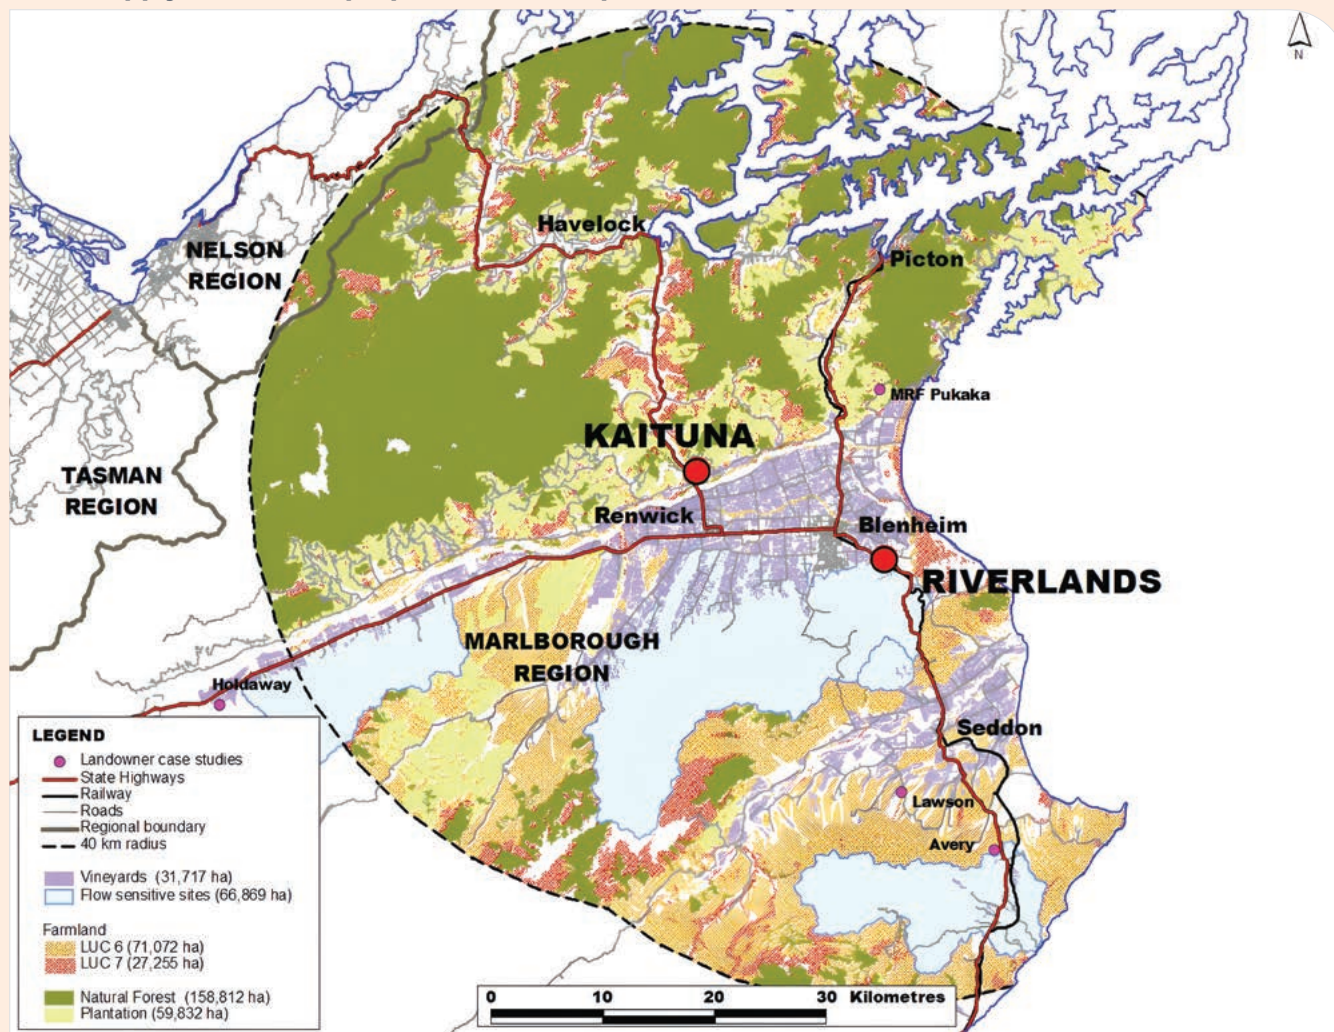 N
NELSON
REGION
Havelock
Picton
MRF Pukaka
KAITUNA
TASMAN
REGION
Renwick
Blenheim
RIVERLANDS
MARLBOROUGH
REGION
Holdaway
Seddon
Lawson
Avery
LEGEND
Landowner case studies
State Highways
Railway
Roads
Regional boundary
40 km radius
Vineyards (31,717 ha)
Flow sensitive sites (66,869 ha)
Farmland
LUC 6 (71,072 ha)
LUC 7 (27,255 ha)
Natural Forest (158,812 ha)
Plantation (59,832 ha)
0 10 20 30 Kilometres